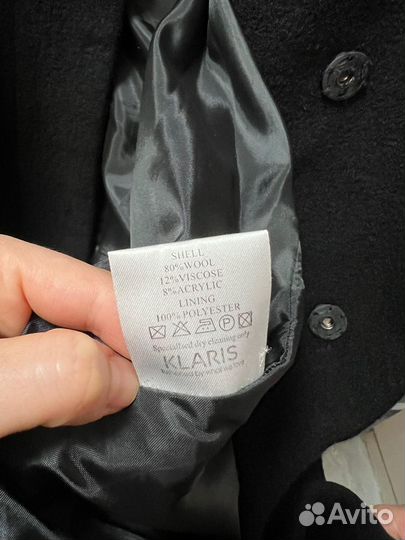 SHELL
80%WOOL
12%VISCOSE
8%ACRYLIC
LINING
100%POLYESTER
P
Specialised dry cleaning only
KLARIS
Avito